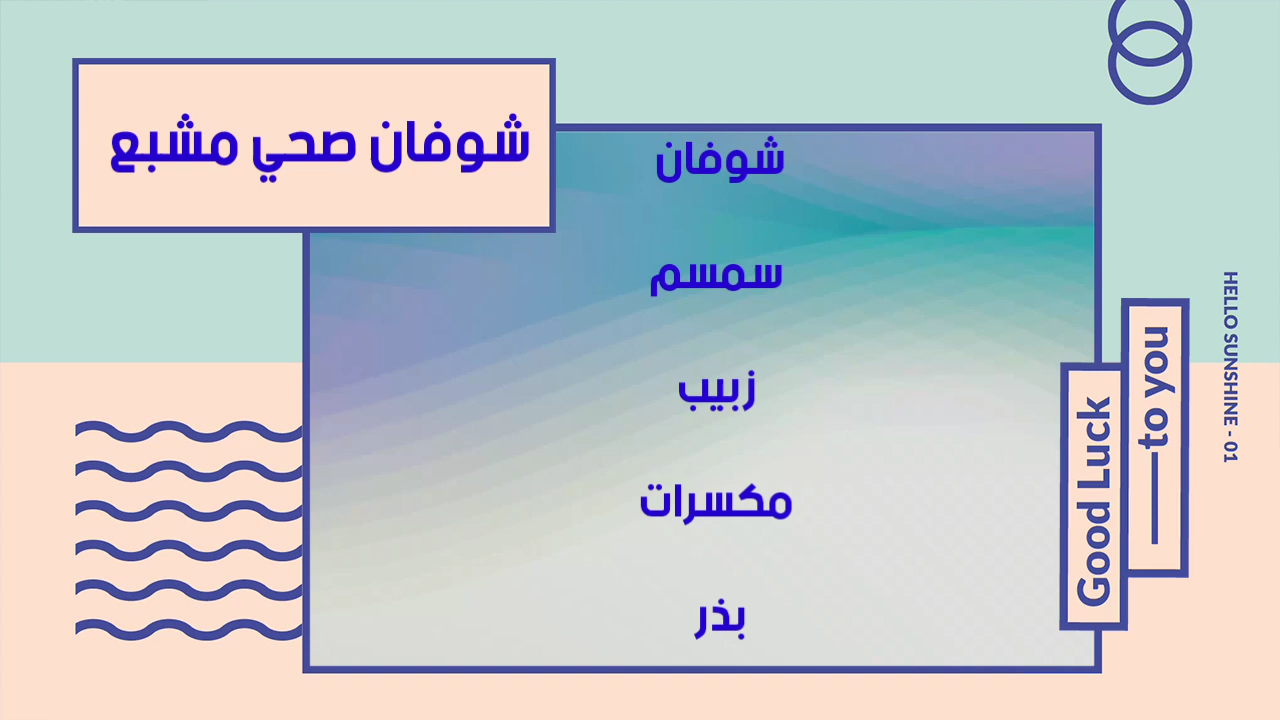 شوفان صحي مشبع
شوفان
سمسم
زبيب
مكسرات
بذر
Good Luck
to you
HELLO SUNSHINE - 01